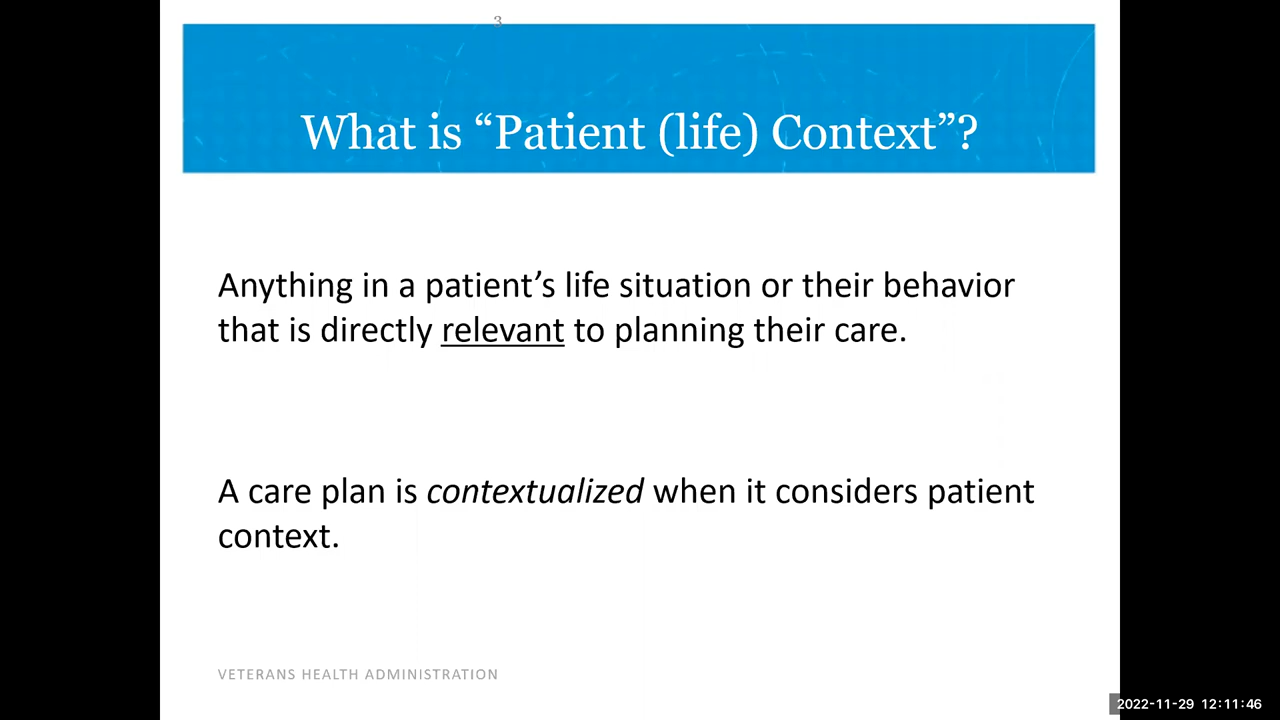 3
What is “Patient (life) Context”?
Anything in a patient’s life situation or their behavior
that is directly relevant to planning their care.
A care plan is contextualized when it considers patient
context.
VETERANS HEALTH ADMINISTRATION
2022-11-29 12:11:46